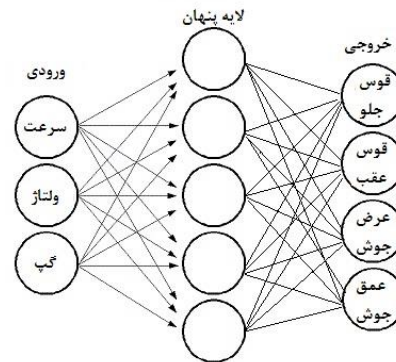 لایه پنهان
خروجی
ورودی
سرعت
ولتاژ
گپ
قوس
جلو
قوس
عقب
عرض
جوش
عمق
جوش